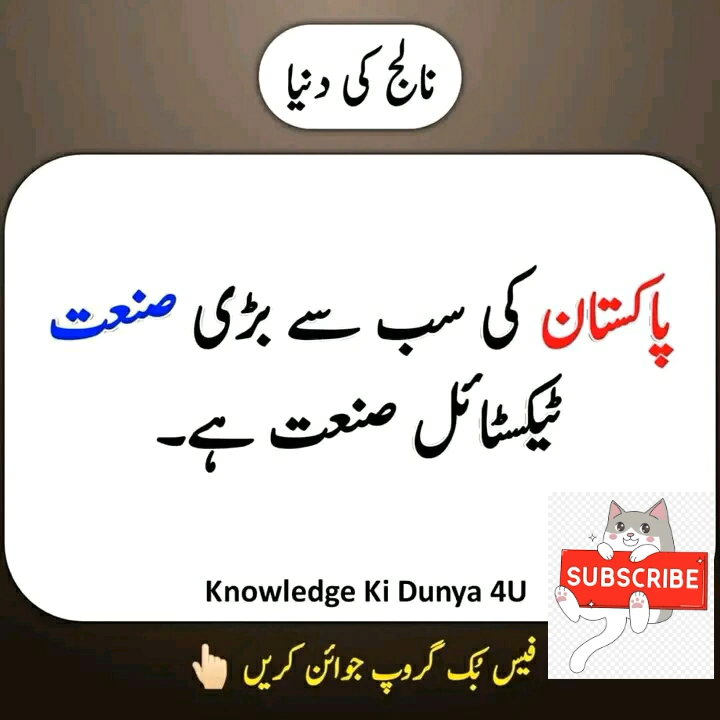 نالج کی دنیا
پاکستان کی سب سے بڑی صنعت
ٹیکسٹائل صنعت ہے۔
Knowledge Ki Dunya 4U
SUBSCRIBE
فیس بُک گروپ جوائن کریں